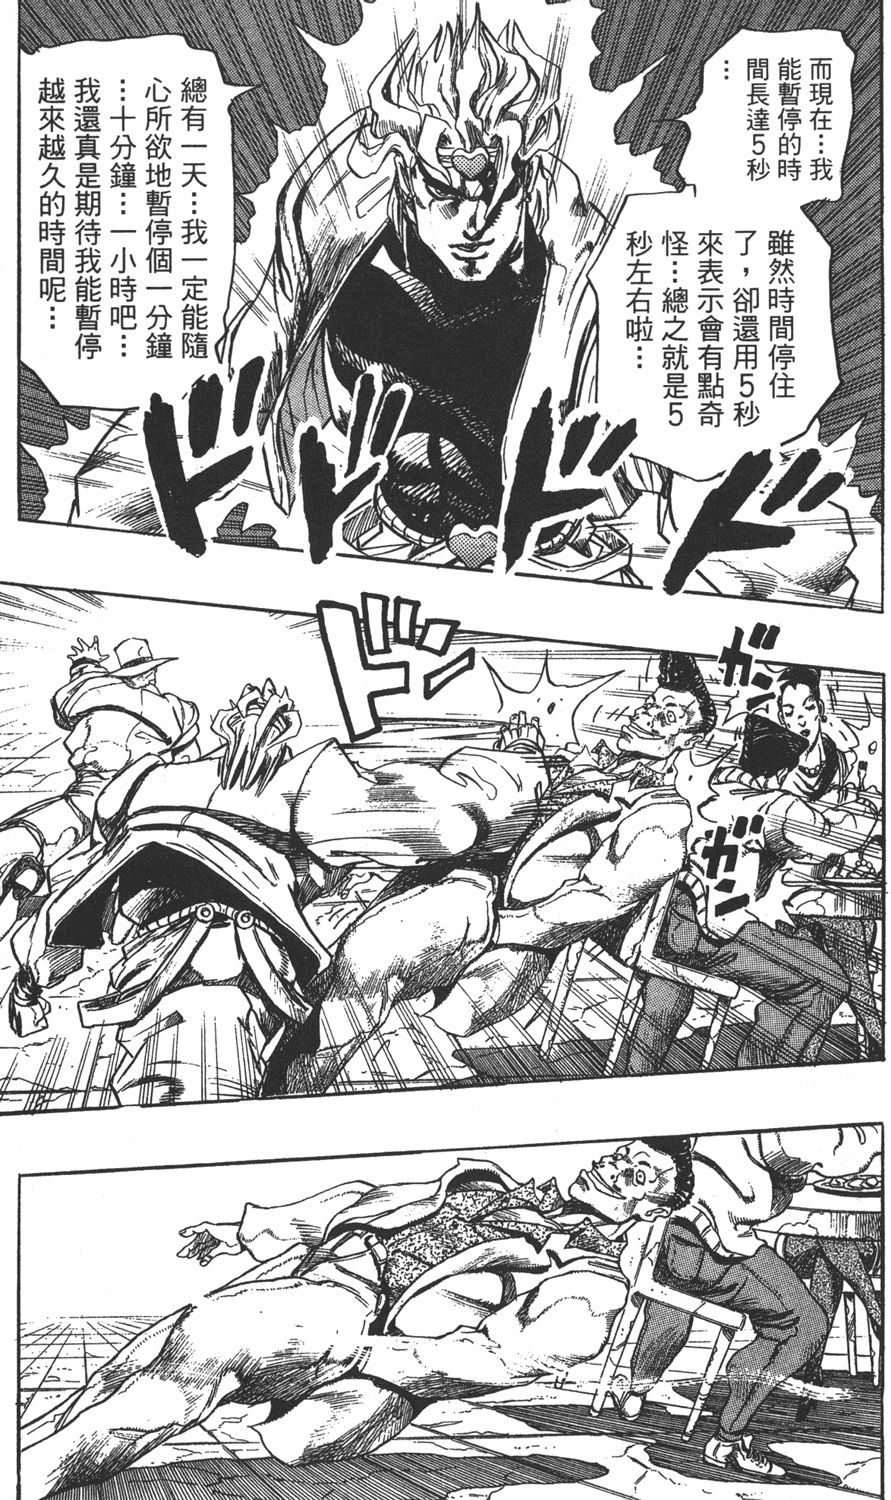 而現在…我
能暫停的時
間長達5秒
…
雖然時間停住
了，卻還用5秒
來表示會有點奇
怪…總之就是5
秒左右啦…
總有一天…我一定能隨
心所欲地暫停個一分鐘
…十分鐘…一小時吧…
我還真是期待我能暫停
越來越久的時間呢…
ドドドド
ド
ガン
ガン